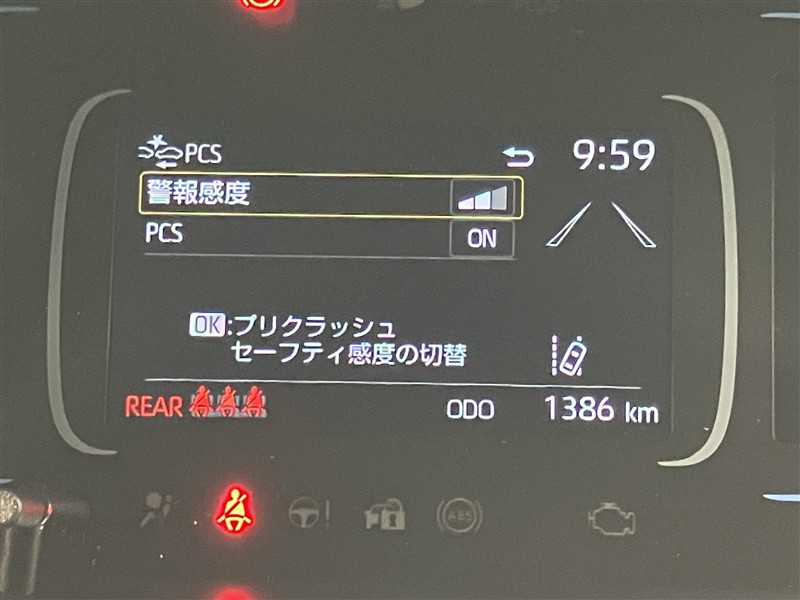 PCS
9:59
警報感度
PCS ON
OK:プリクラッシュ
セーフティ感度の切替
REAR ODO 1386 km
ABS